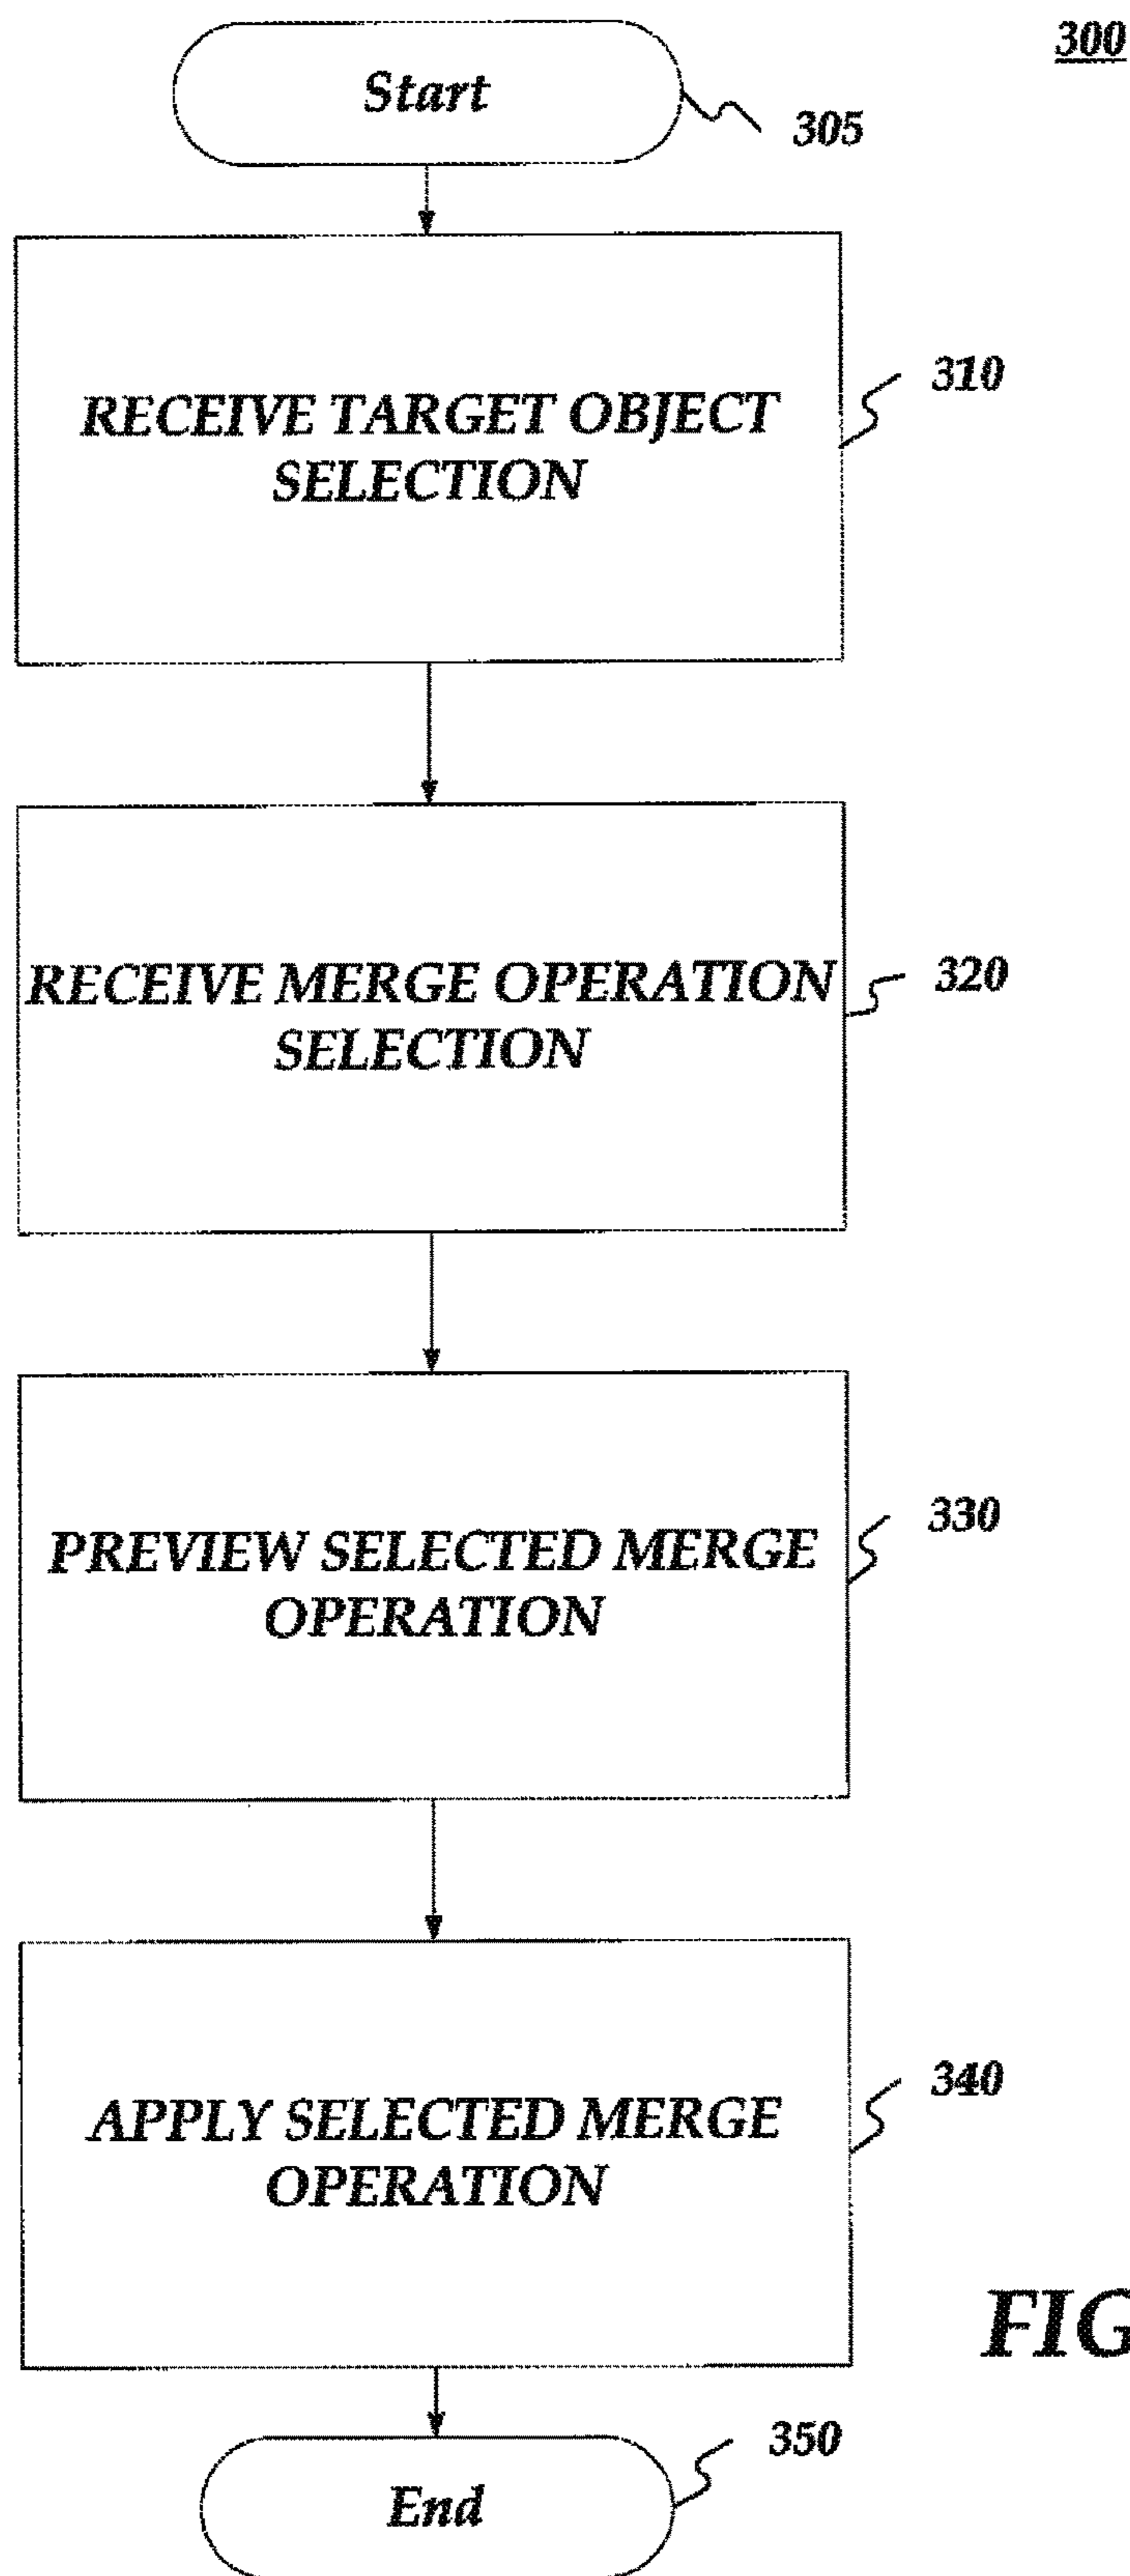 300
Start
305
RECEIVE TARGET OBJECT
SELECTION
310
RECEIVE MERGE OPERATION
SELECTION
320
PREVIEW SELECTED MERGE
OPERATION
330
APPLY SELECTED MERGE
OPERATION
340
FIG
End
350